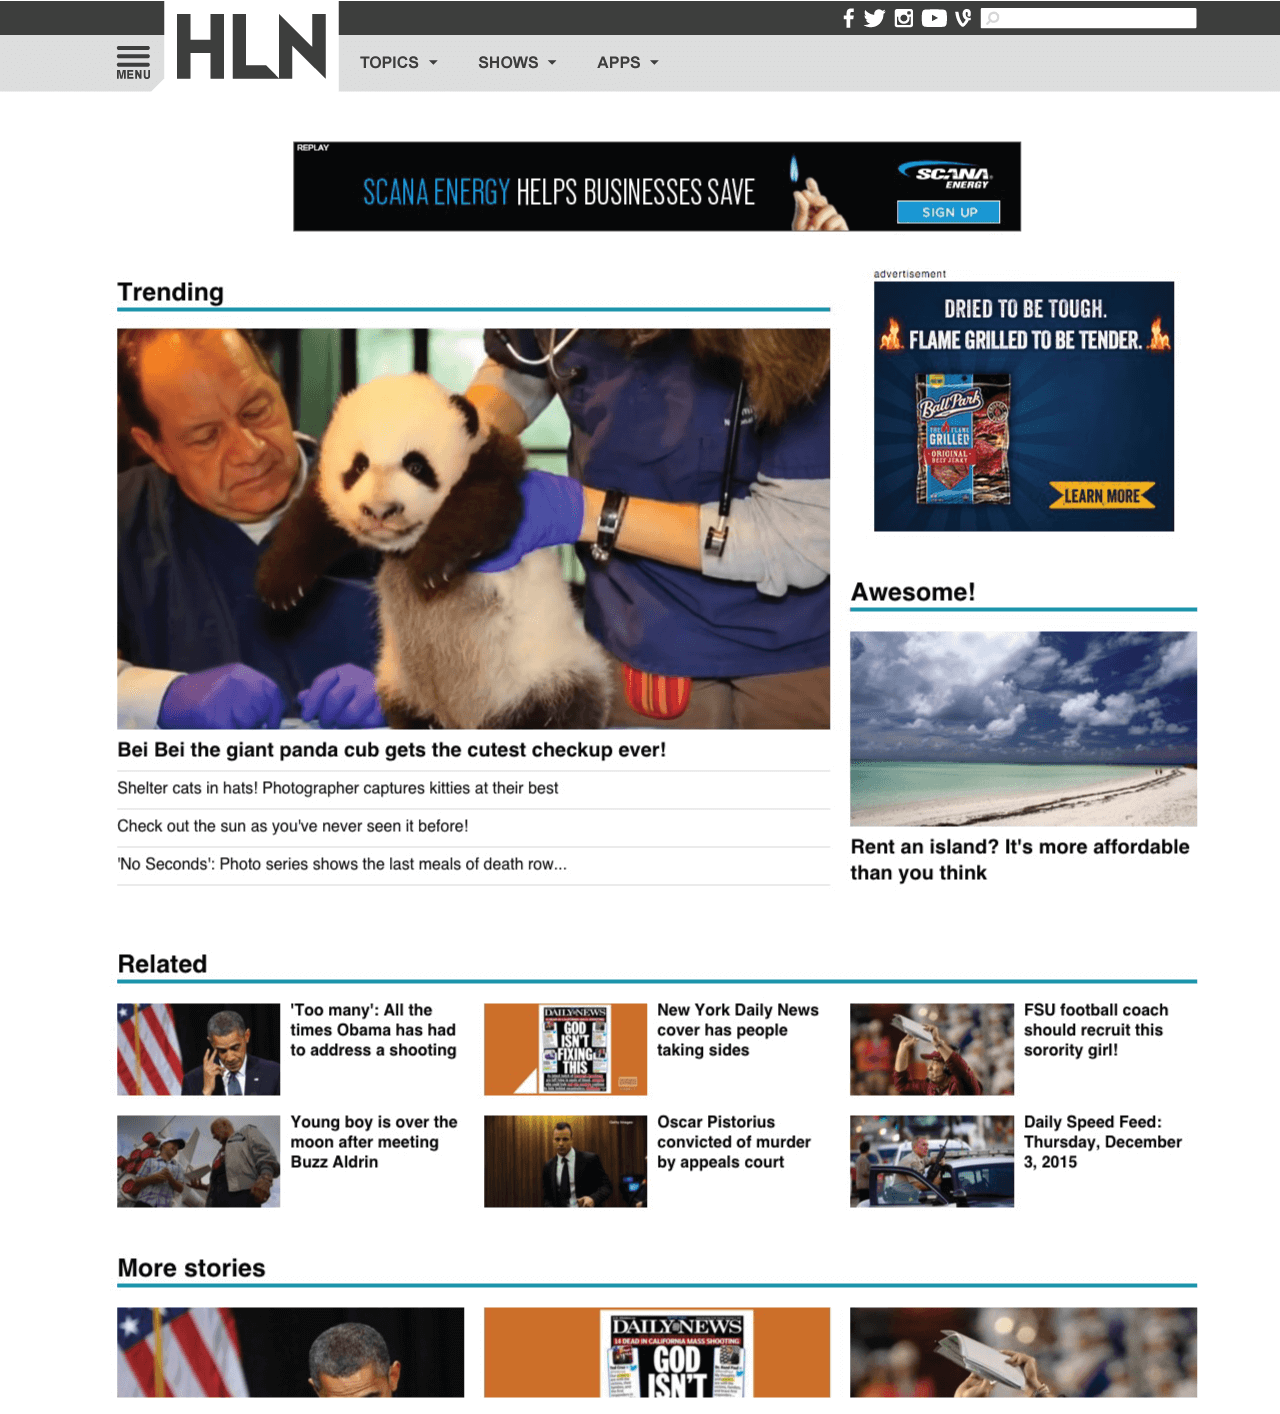 MENU
HLN
TOPICS
SHOWS
APPS
REPLAY
SCANA ENERGY HELPS BUSINESSES SAVE
SCANA
ENERGY
SIGN UP
Trending
Bei Bei the giant panda cub gets the cutest checkup ever!
Shelter cats in hats! Photographer captures kitties at their best
Check out the sun as you've never seen it before!
'No Seconds': Photo series shows the last meals of death row...
advertisement
DRIED TO BE TOUGH.
FLAME GRILLED TO BE TENDER.
Ball Park
FLAME
GRILLED
ORIGINAL
BEEF JERKY
LEARN MORE
Awesome!
Rent an island? It's more affordable
than you think
Related
'Too many': All the
times Obama has had
to address a shooting
DAILY NEWS
GOD
ISN'T
FIXING
THIS
New York Daily News
cover has people
taking sides
FSU football coach
should recruit this
sorority girl!
Young boy is over the
moon after meeting
Buzz Aldrin
Getty Images
Oscar Pistorius
convicted of murder
by appeals court
Daily Speed Feed:
Thursday, December
3, 2015
More stories
DAILY NEWS
14 DEAD IN CALIFORNIA MASS SHOOTING
GOD
ISN'T